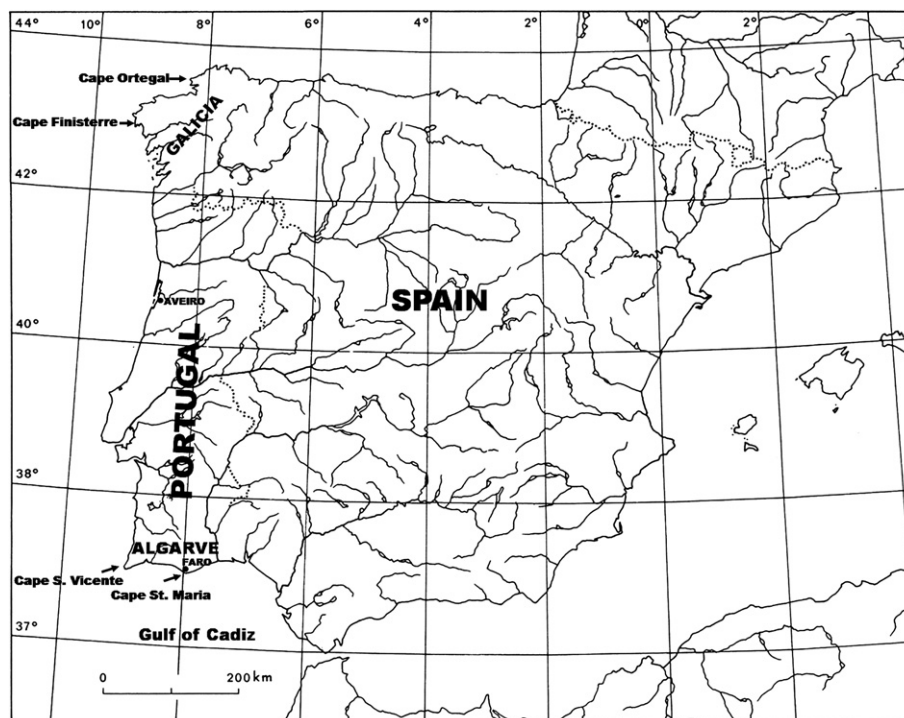 44°
10°
8°
6°
4°
2°
0°
2°
Cape Ortegal
Cape Finisterre
GALICIA
42°
SPAIN
AVEIRO
40°
PORTUGAL
38°
ALGARVE
FARO
Cape S. Vicente
Cape St. Maria
37°
Gulf of Cadiz
0 100 200 km